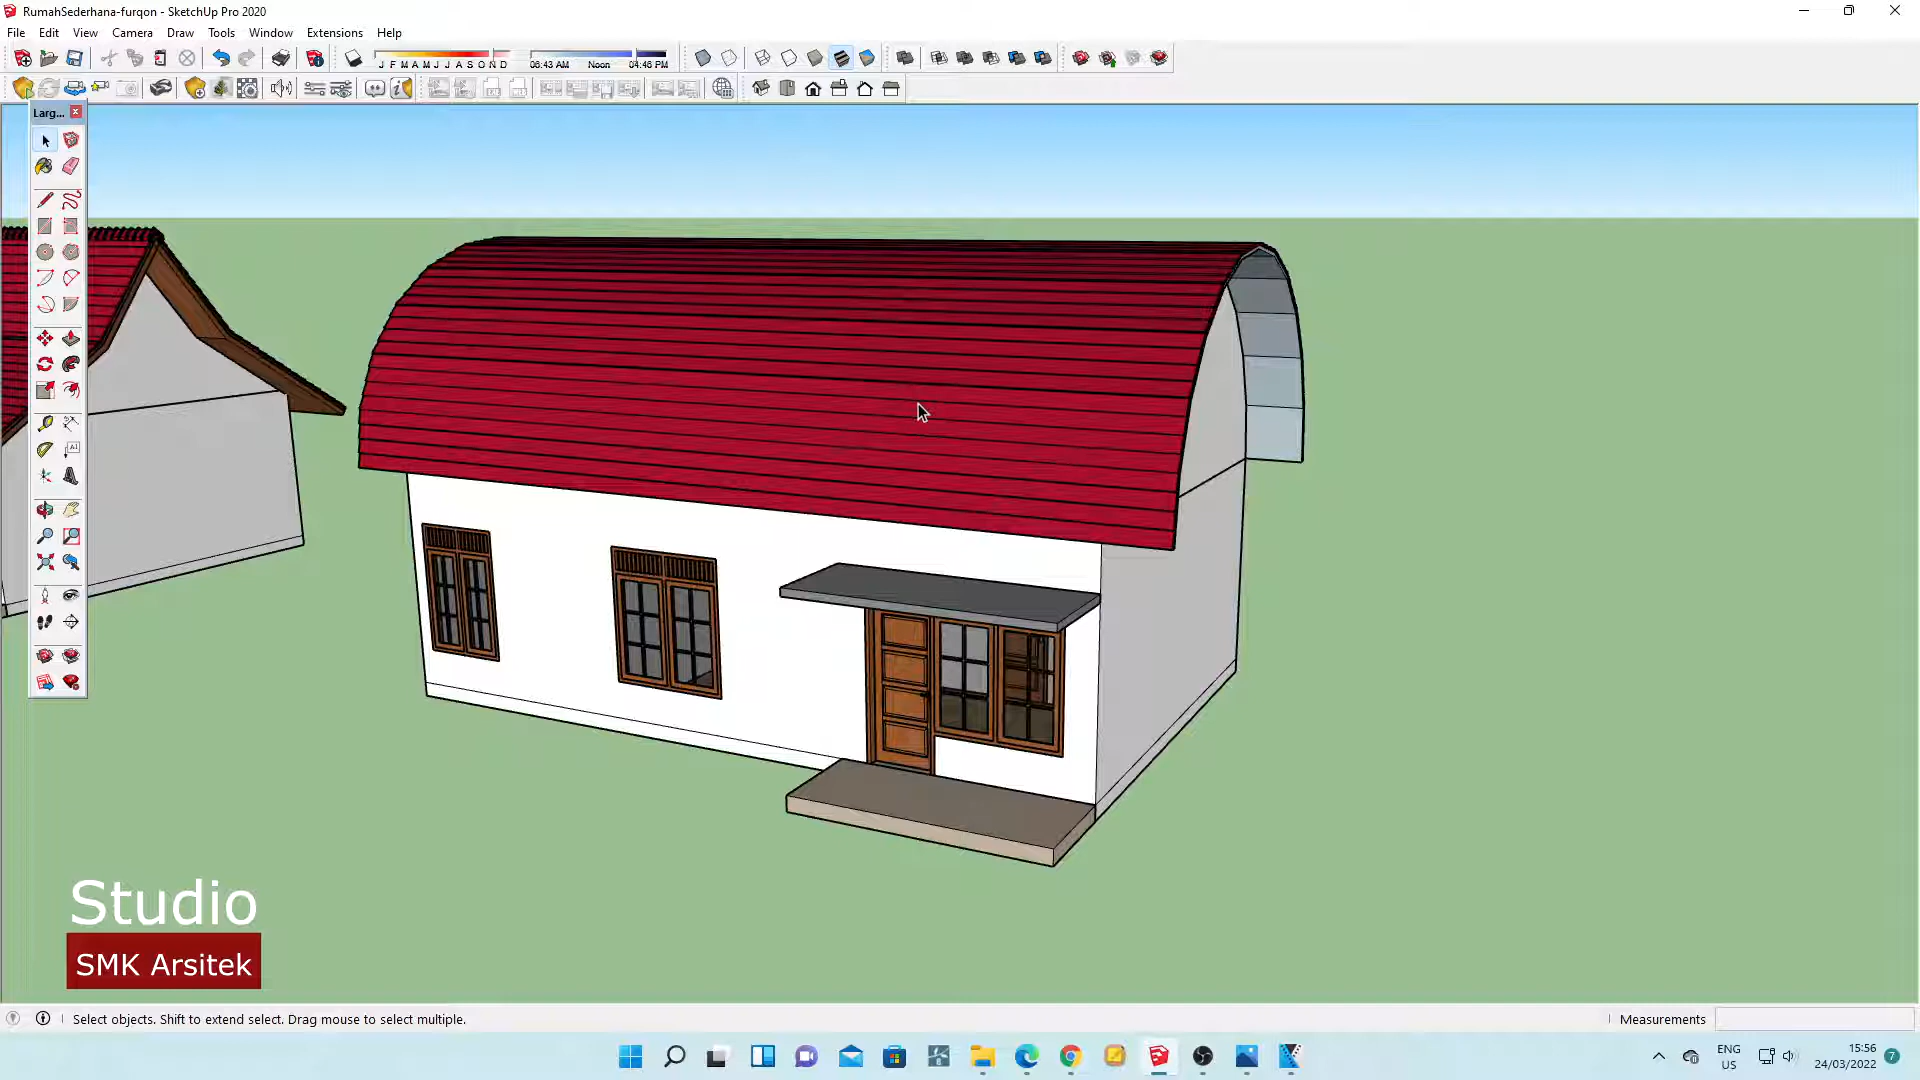 RumahSederhana-furqon - SketchUp Pro 2020
File Edit View Camera Draw Tools Window Extensions Help
J F M A M J J A S O N D 06:43 AM Noon 04:46 PM
Larg...
Studio
SMK Arsitek
Select objects. Shift to extend select. Drag mouse to select multiple.
Measurements
ENG
US
15:56
24/03/2022
7